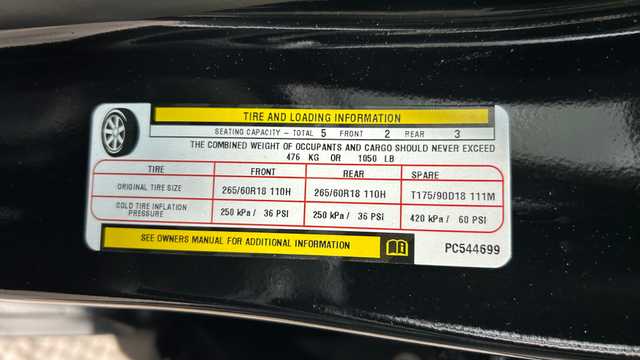 TIRE AND LOADING INFORMATION
SEATING CAPACITY - TOTAL 5 FRONT 2 REAR 3
THE COMBINED WEIGHT OF OCCUPANTS AND CARGO SHOULD NEVER EXCEED
476 KG OR 1050 LB
TIRE FRONT REAR SPARE
ORIGINAL TIRE SIZE 265/60R18 110H 265/60R18 110H T175/90D18 111M
COLD TIRE INFLATION PRESSURE 250 kPa / 36 PSI 250 kPa / 36 PSI 420 kPa / 60 PSI
SEE OWNERS MANUAL FOR ADDITIONAL INFORMATION
PC544699